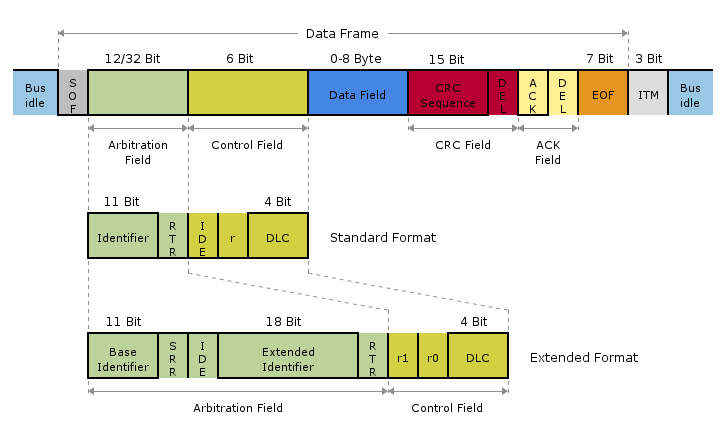 Data Frame
12/32 Bit
6 Bit
0-8 Byte
15 Bit
7 Bit
3 Bit
Bus
idle
SOF
Data Field
CRC
Sequence
DEL
ACK
DEL
EOF
ITM
Bus
idle
Arbitration
Field
Control Field
CRC Field
ACK
Field
11 Bit
4 Bit
Identifier
RTR
IDE
r
DLC
Standard Format
11 Bit
18 Bit
4 Bit
Base
Identifier
SRR
IDE
Extended
Identifier
RTR
r1
r0
DLC
Extended Format
Arbitration Field
Control Field